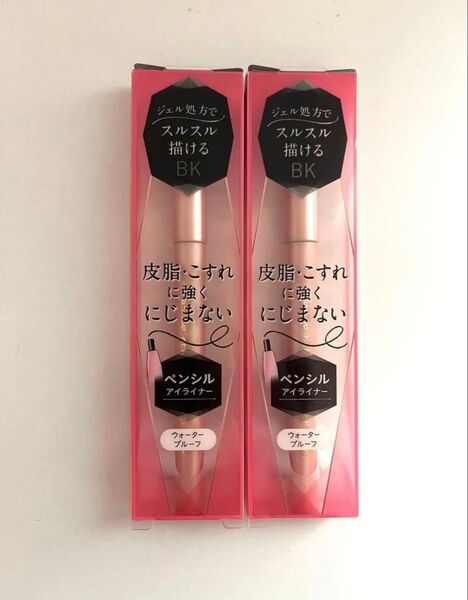 ジェル処方で
スルスル
描ける
BK
皮脂・こすれ
に強く
にじまない
ペンシル
アイライナー
ウォーター
プルーフ
ジェル処方で
スルスル
描ける
BK
皮脂・こすれ
に強く
にじまない
ペンシル
アイライナー
ウォーター
プルーフ